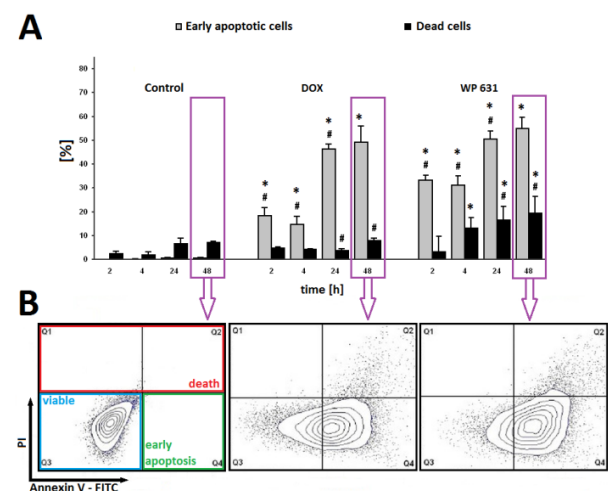 A
Early apoptotic cells
Dead cells
Control
DOX
WP 631
[%]
80
70
60
50
40
30
20
10
0
* # * # * # * # #
* # * # * * # * # * * #
2 4 24 48 2 4 24 48 2 4 24 48
time [h]
B
Q1 Q2 Q1 Q2 Q1 Q2
death
viable
early
apoptosis
Q3 Q4 Q3 Q4 Q3 Q4
PI
Annexin V - FITC